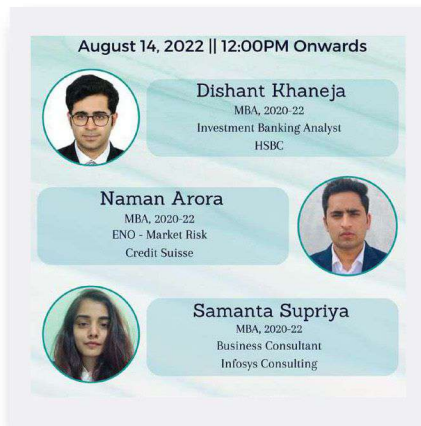 August 14, 2022 || 12:00PM Onwards
Dishant Khaneja
MBA, 2020-22
Investment Banking Analyst
HSBC
Naman Arora
MBA, 2020-22
ENO - Market Risk
Credit Suisse
Samanta Supriya
MBA, 2020-22
Business Consultant
Infosys Consulting